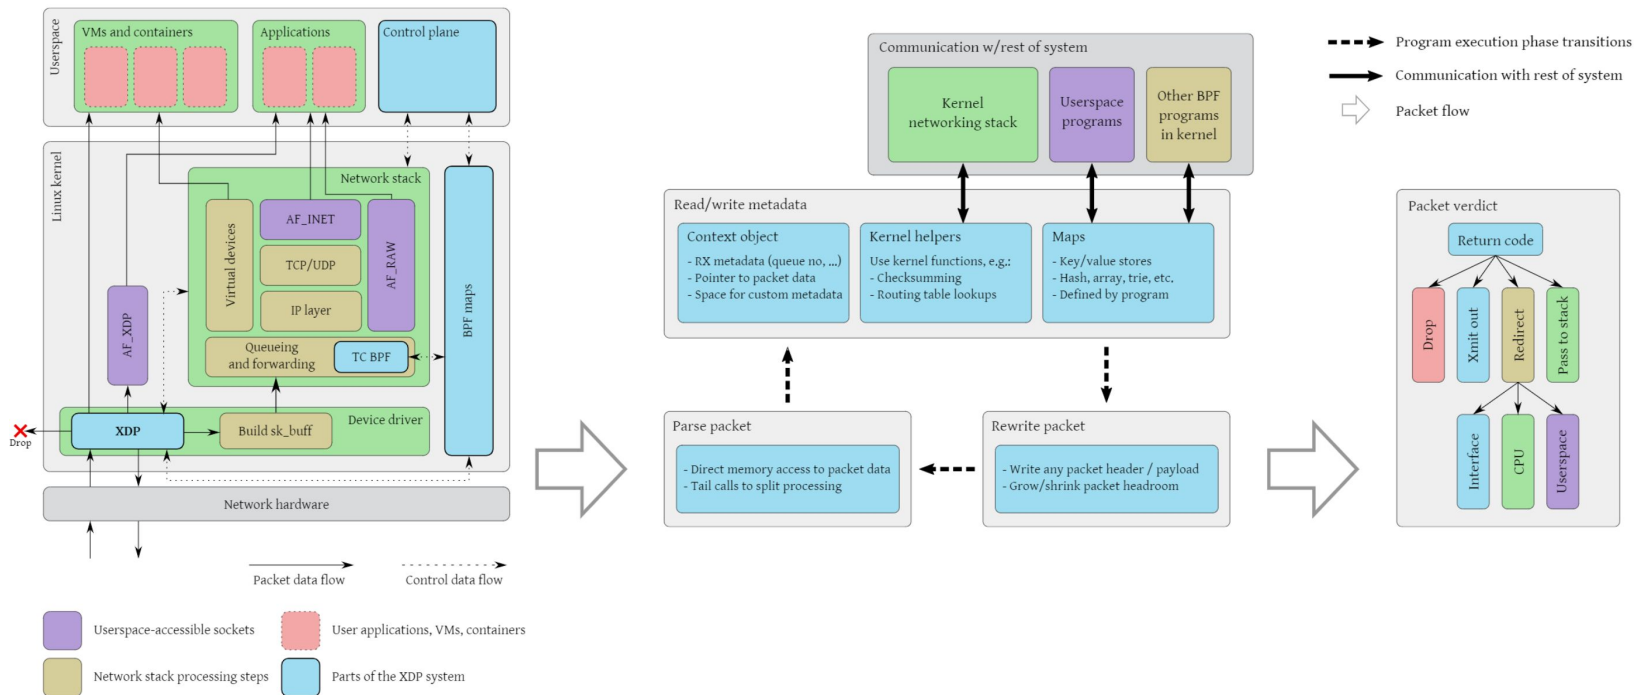 Userspace
VMs and containers
Applications
Control plane
Linux kernel
Network stack
Virtual devices
AF_INET
TCP/UDP
IP layer
AF_RAW
BPF maps
AF_XDP
Queueing
and forwarding
TC BPF
Device driver
XDP
Build sk_buff
Drop
Network hardware
Packet data flow
Control data flow
Userspace-accessible sockets
User applications, VMs, containers
Network stack processing steps
Parts of the XDP system
Communication w/rest of system
Kernel
networking stack
Userspace
programs
Other BPF
programs
in kernel
Read/write metadata
Context object
- RX metadata (queue no, ...)
- Pointer to packet data
- Space for custom metadata
Kernel helpers
Use kernel functions, e.g.:
- Checksumming
- Routing table lookups
Maps
- Key/value stores
- Hash, array, trie, etc.
- Defined by program
Parse packet
- Direct memory access to packet data
- Tail calls to split processing
Rewrite packet
- Write any packet header / payload
- Grow/shrink packet headroom
Program execution phase transitions
Communication with rest of system
Packet flow
Packet verdict
Return code
Drop
Xmit out
Redirect
Pass to stack
Interface
CPU
Userspace